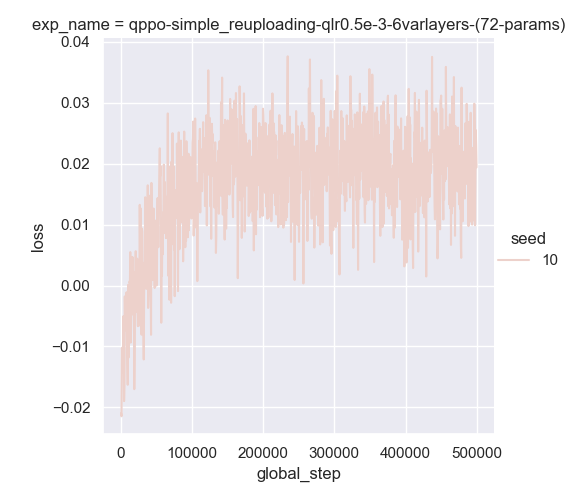 exp_name = qppo-simple_reuploading-qlr0.5e-3-6varlayers-(72-params)
0.04
0.03
0.02
0.01
0.00
−0.01
−0.02
loss
0 100000 200000 300000 400000 500000
global_step
seed
10